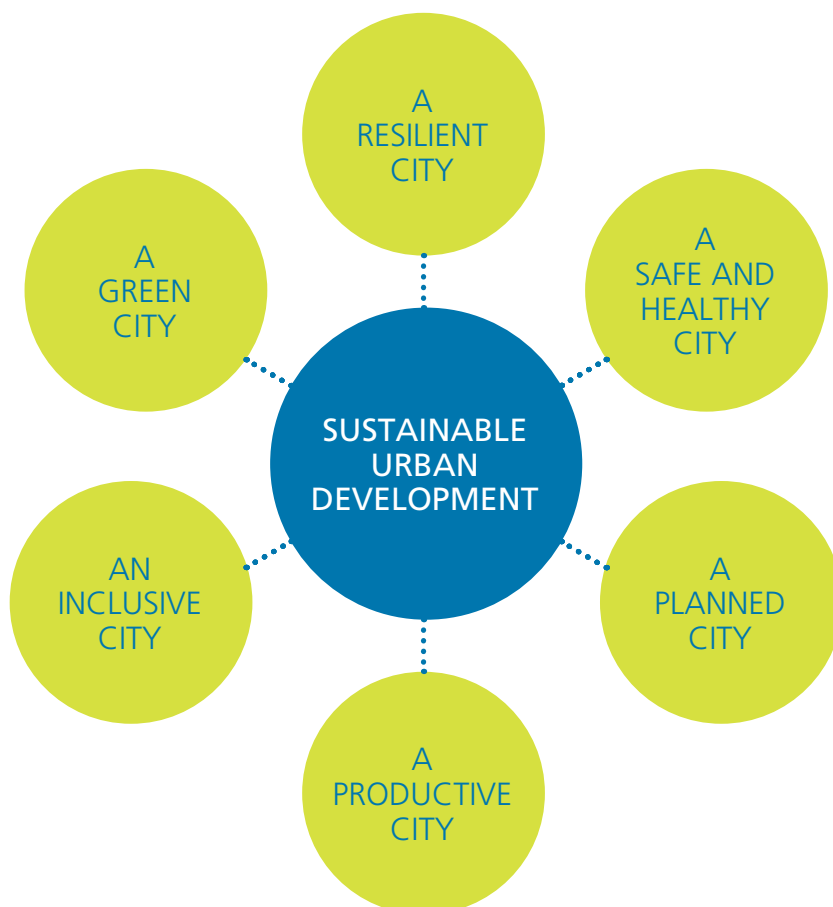 A
RESILIENT
CITY
A
GREEN
CITY
A
SAFE AND
HEALTHY
CITY
SUSTAINABLE
URBAN
DEVELOPMENT
AN
INCLUSIVE
CITY
A
PLANNED
CITY
A
PRODUCTIVE
CITY